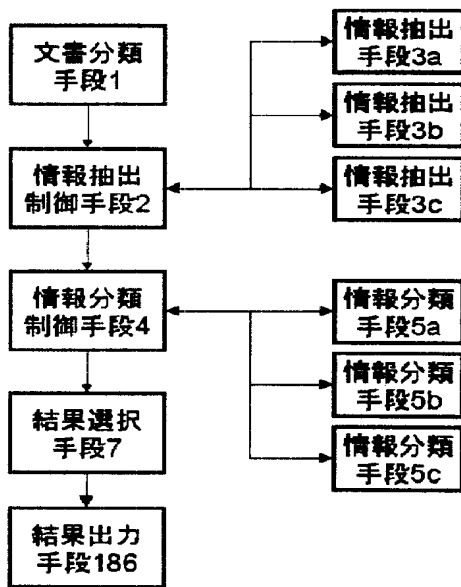 文書分類
手段1
情報抽出
制御手段2
情報分類
制御手段4
結果選択
手段7
結果出力
手段186
情報抽出
手段3a
情報抽出
手段3b
情報抽出
手段3c
情報分類
手段5a
情報分類
手段5b
情報分類
手段5c